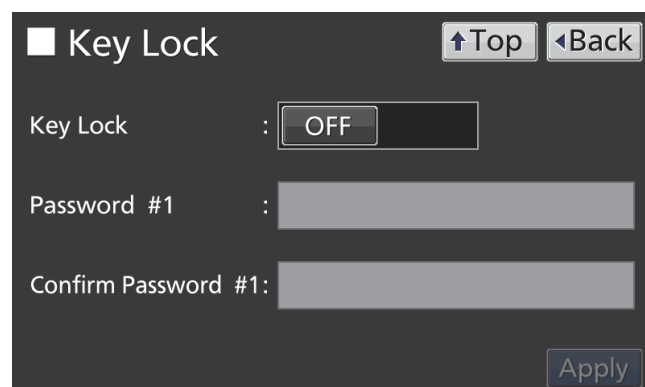 Key Lock
Top
Back
Key Lock :
OFF
Password #1 :
Confirm Password #1:
Apply